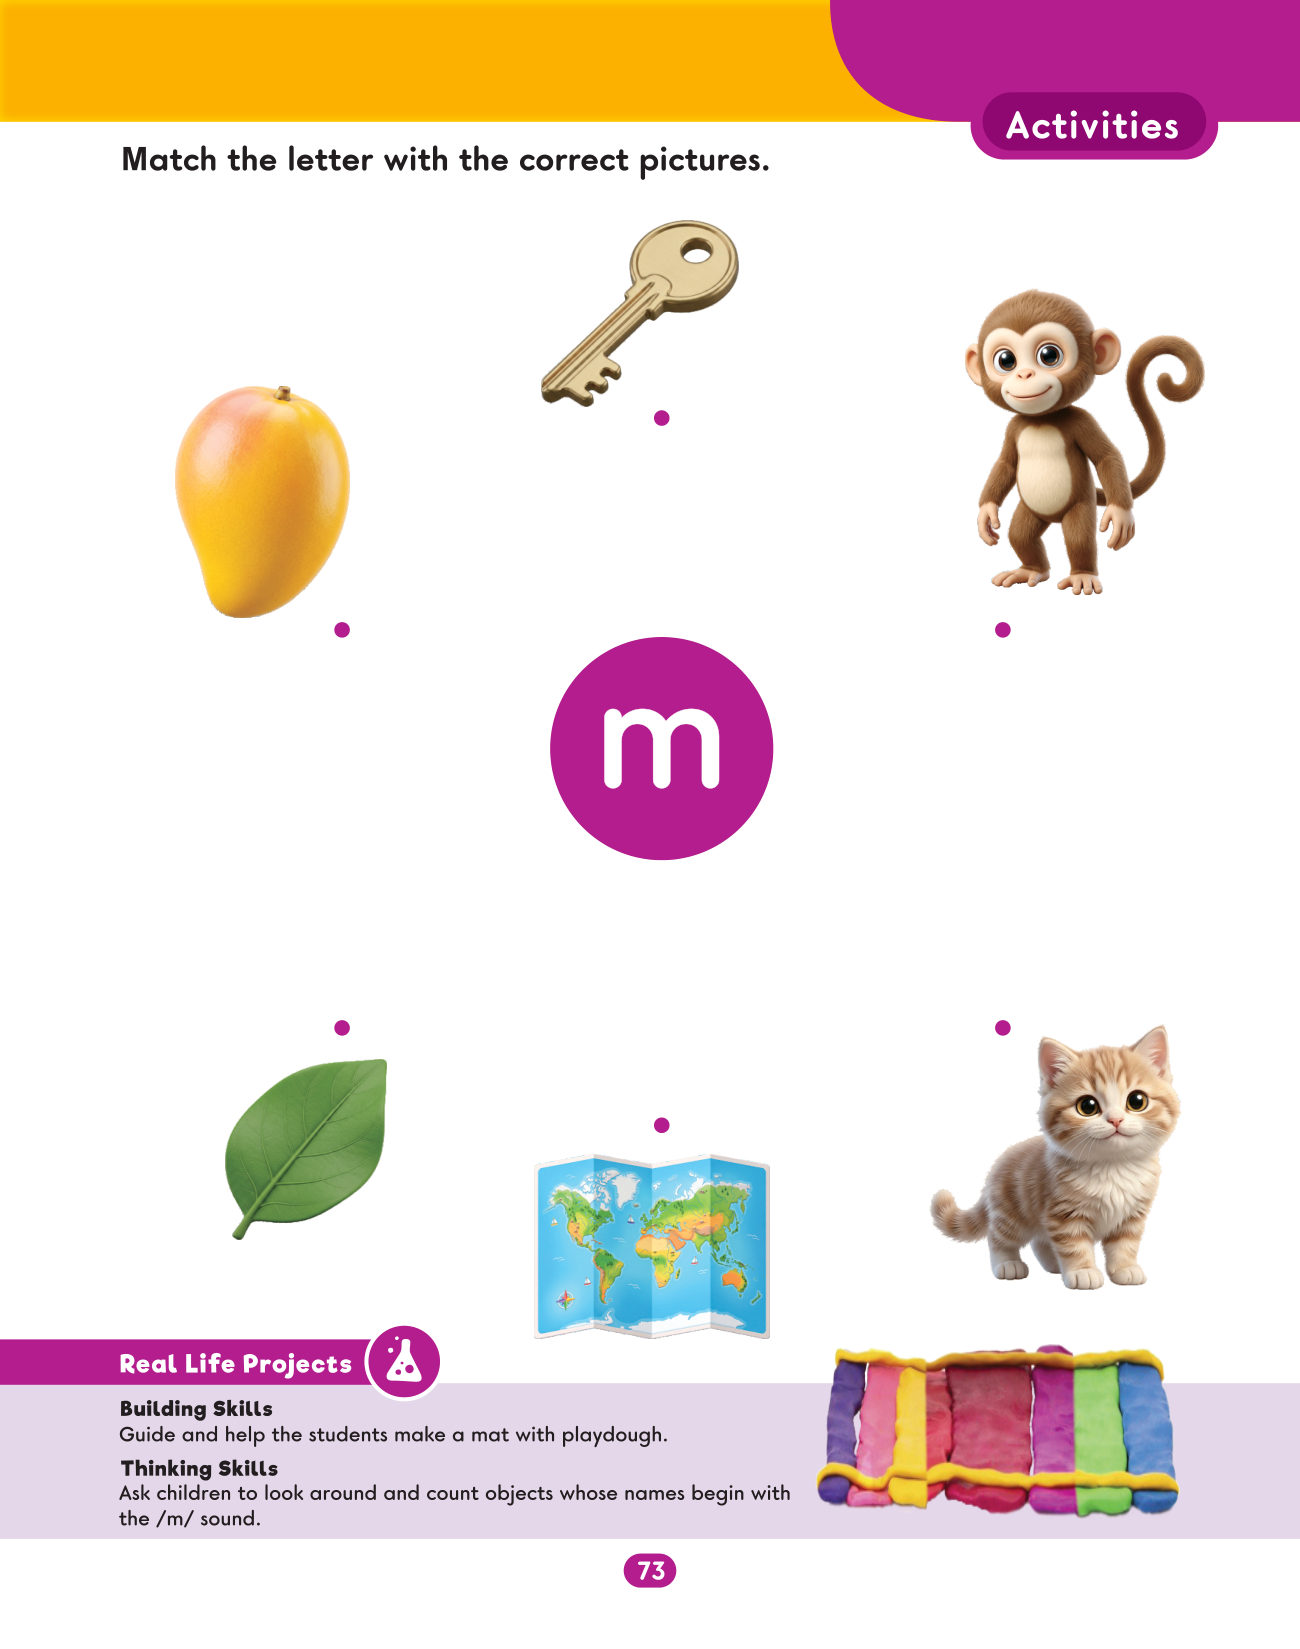 Activities
Match the letter with the correct pictures.
m
Real Life Projects
Building Skills
Guide and help the students make a mat with playdough.
Thinking Skills
Ask children to look around and count objects whose names begin with
the /m/ sound.
73